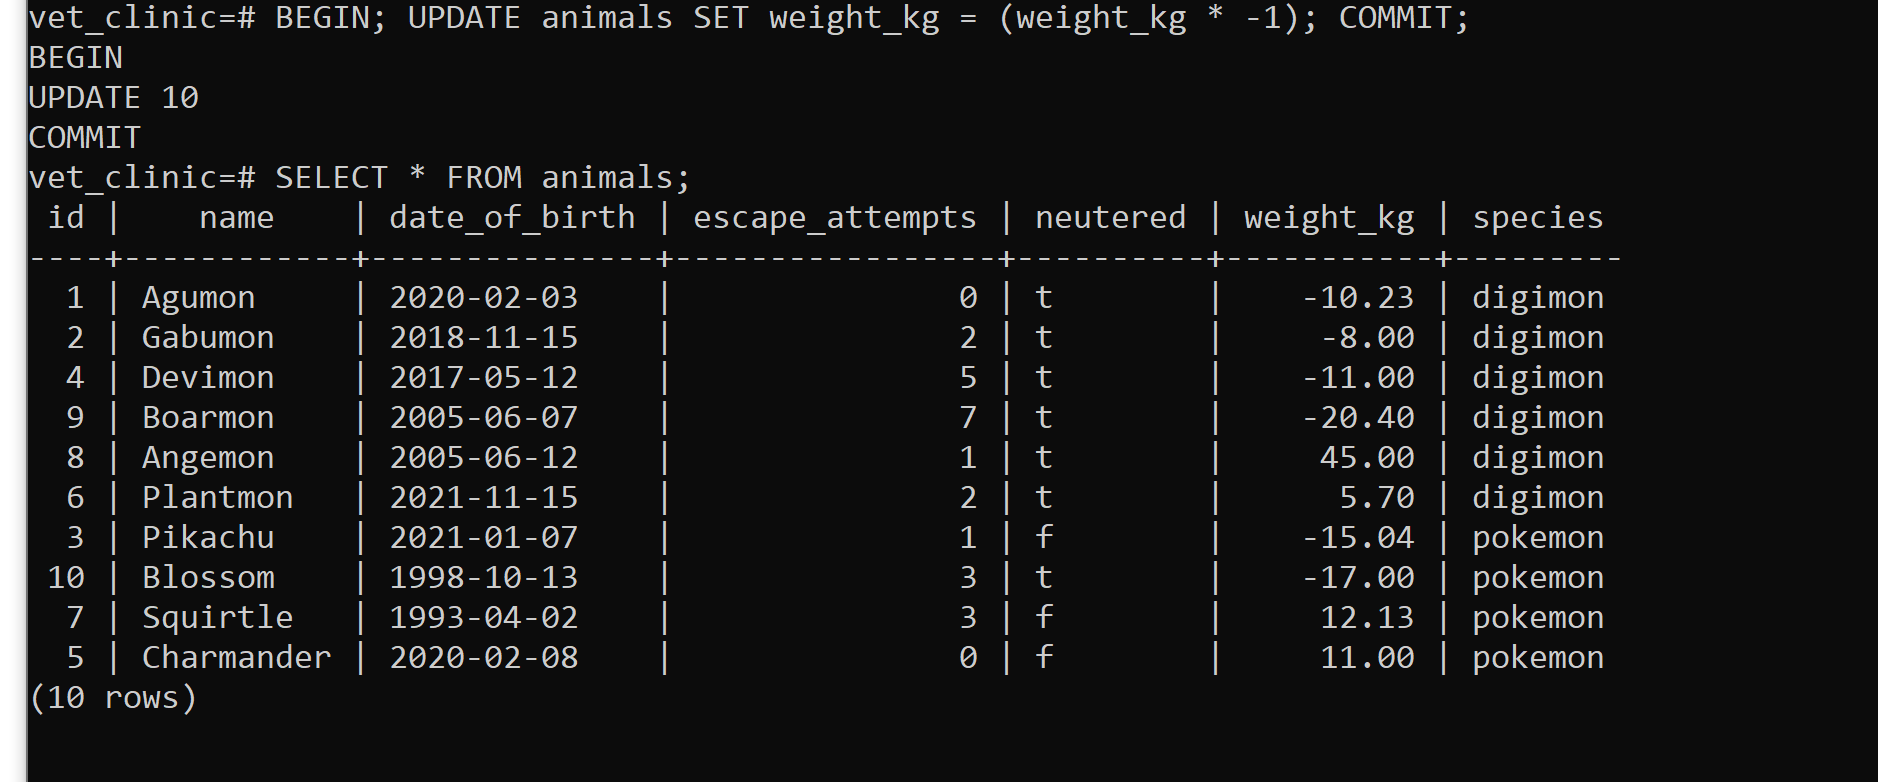 vet_clinic=# BEGIN; UPDATE animals SET weight_kg = (weight_kg * -1); COMMIT;
BEGIN
UPDATE 10
COMMIT
vet_clinic=# SELECT * FROM animals;
 id |    name    | date_of_birth | escape_attempts | neutered | weight_kg | species
----+------------+---------------+-----------------+----------+-----------+---------
  1 | Agumon     | 2020-02-03    |               0 | t        |    -10.23 | digimon
  2 | Gabumon    | 2018-11-15    |               2 | t        |     -8.00 | digimon
  4 | Devimon    | 2017-05-12    |               5 | t        |    -11.00 | digimon
  9 | Boarmon    | 2005-06-07    |               7 | t        |    -20.40 | digimon
  8 | Angemon    | 2005-06-12    |               1 | t        |     45.00 | digimon
  6 | Plantmon   | 2021-11-15    |               2 | t        |      5.70 | digimon
  3 | Pikachu    | 2021-01-07    |               1 | f        |    -15.04 | pokemon
 10 | Blossom    | 1998-10-13    |               3 | t        |    -17.00 | pokemon
  7 | Squirtle   | 1993-04-02    |               3 | f        |     12.13 | pokemon
  5 | Charmander | 2020-02-08    |               0 | f        |     11.00 | pokemon
(10 rows)